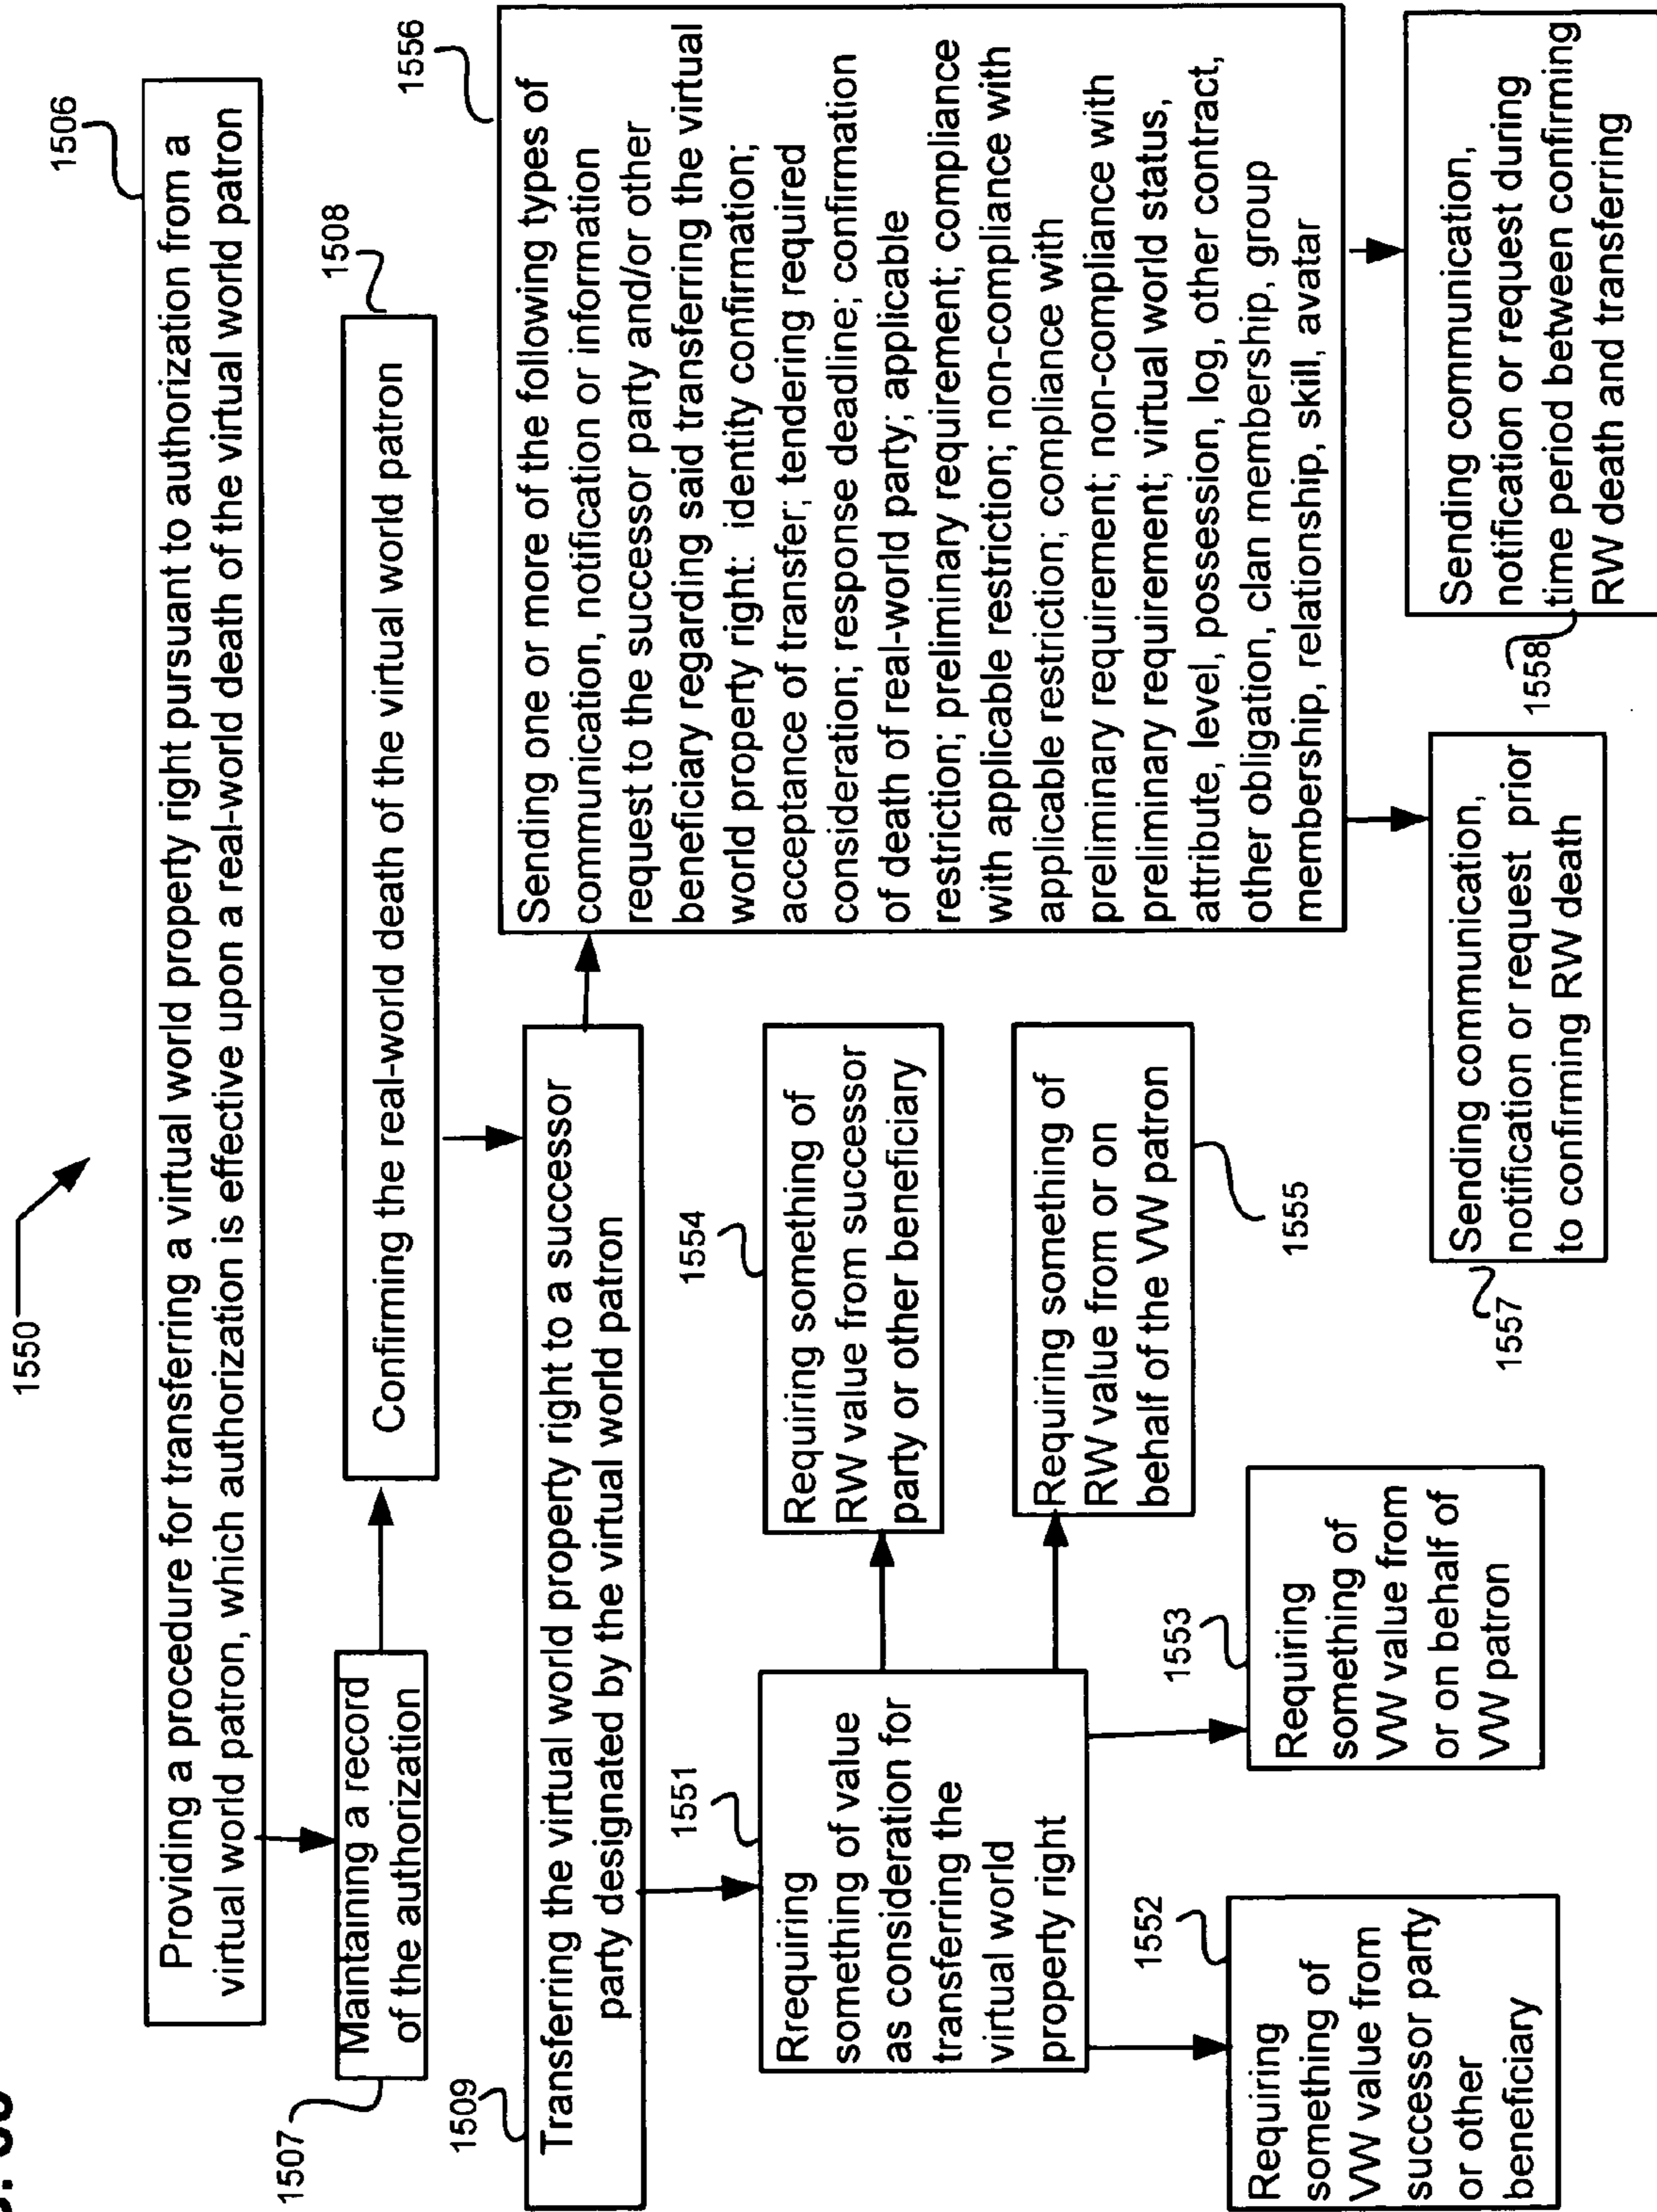 1550
1506
Providing a procedure for transferring a virtual world property right pursuant to authorization from a
virtual world patron, which authorization is effective upon a real-world death of the virtual world patron
1507
Maintaining a record
of the authorization
1508
Confirming the real-world death of the virtual world patron
1509
Transferring the virtual world property right to a successor
party designated by the virtual world patron
1551
Rrequiring
something of value
as consideration for
transferring the
virtual world
property right
1552
Requiring
something of
VW value from
successor party
or other
beneficiary
1553
Requiring
something of
VW value from
or on behalf of
VW patron
1554
Requiring something of
RW value from successor
party or other beneficiary
1555
Requiring something of
RW value from or on
behalf of the VW patron
1556
Sending one or more of the following types of
communication, notification or information
request to the successor party and/or other
beneficiary regarding said transferring the virtual
world property right: identity confirmation;
acceptance of transfer; tendering required
consideration; response deadline; confirmation
of death of real-world party; applicable
restriction; preliminary requirement; compliance
with applicable restriction; non-compliance with
applicable restriction; compliance with
preliminary requirement; non-compliance with
preliminary requirement; virtual world status,
attribute, level, possession, log, other contract,
other obligation, clan membership, group
membership, relationship, skill, avatar
1557
Sending communication,
notification or request prior
to confirming RW death
1558
Sending communication,
notification or request during
time period between confirming
RW death and transferring